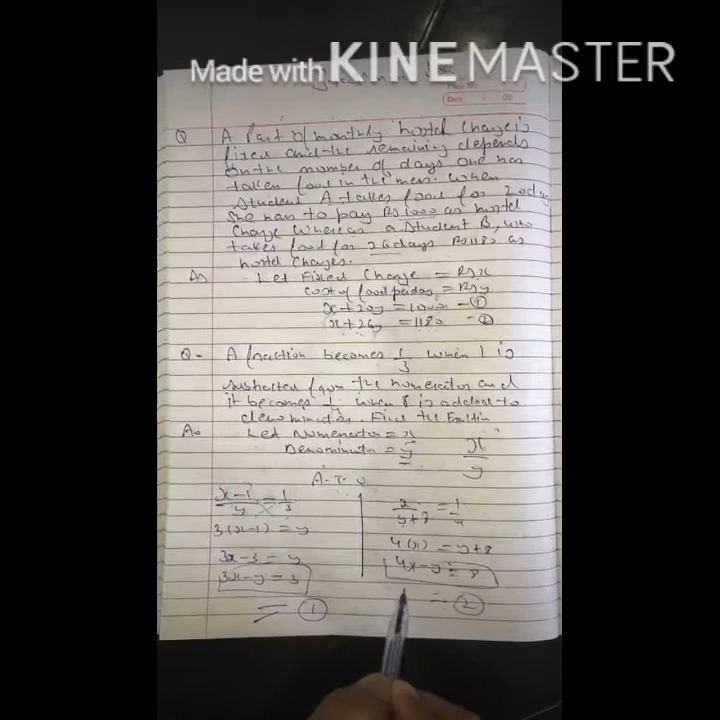 Made with KINEMASTER
Date
Q A Part of monthly hostel charge is
fixed and the remaining depends
on the number of days one has
taken food in the mess. when
student A takes food for 20 days
she has to pay Rs 1000 as hostel
charge whereas a student B, who
takes food for 26 days Rs 1180 as
hostel charges.
As Let Fixed Charge = Rs x
cost of food per day = Rs y
x + 20y = 1000 - ①
x + 26y = 1180 - ②
Q - A fraction becomes 1/3 when 1 is
from the numerator and
it becomes 1/4 when 8 is added to
denominator. Find the
A. Let Numerator = x
Denominator = y x/y
A.T.Q
x-1/y = 1/3 x/y+8 = 1/4
3(x-1) = y 4(x) = y+8
3x-3 = y 4x-y = 8
3x-y = 3 = ②
= ①